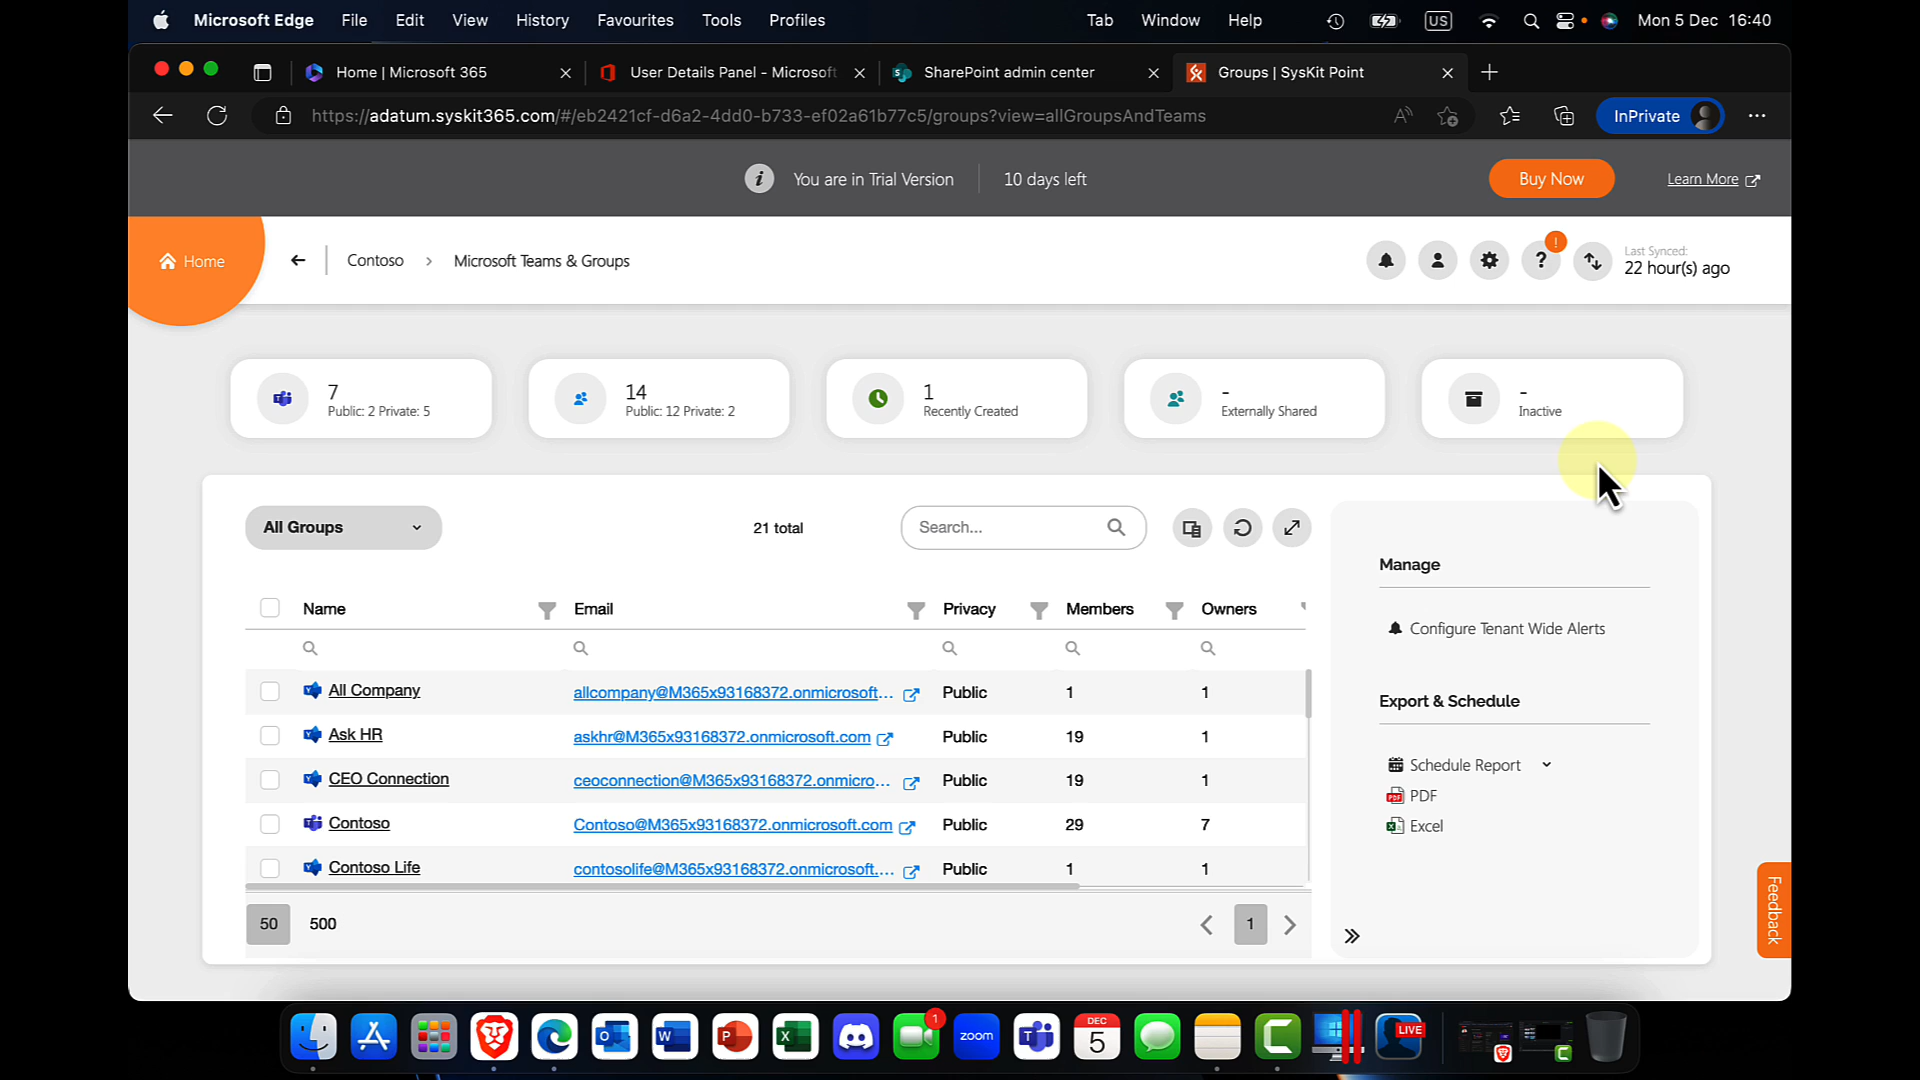 Microsoft Edge File Edit View History Favourites Tools Profiles Tab Window Help US Mon 5 Dec 16:40
Home | Microsoft 365 User Details Panel - Microsoft SharePoint admin center Groups | SysKit Point
https://adatum.syskit365.com/#/eb2421cf-d6a2-4dd0-b733-ef02a61b77c5/groups?view=allGroupsAndTeams InPrivate
You are in Trial Version 10 days left Buy Now Learn More
Home Contoso > Microsoft Teams & Groups ? ! Last Synced:
22 hour(s) ago
7
Public: 2 Private: 5
14
Public: 12 Private: 2
1
Recently Created
-
Externally Shared
-
Inactive
All Groups 21 total Search...
Name Email Privacy Members Owners
All Company allcompany@M365x93168372.onmicrosoft... Public 1 1
Ask HR askhr@M365x93168372.onmicrosoft.com Public 19 1
CEO Connection ceoconnection@M365x93168372.onmicro... Public 19 1
Contoso Contoso@M365x93168372.onmicrosoft.com Public 29 7
Contoso Life contosolife@M365x93168372.onmicrosoft.... Public 1 1
50 500 1
Manage
Configure Tenant Wide Alerts
Export & Schedule
Schedule Report
PDF
Excel
Feedback
1 zoom DEC 5 LIVE